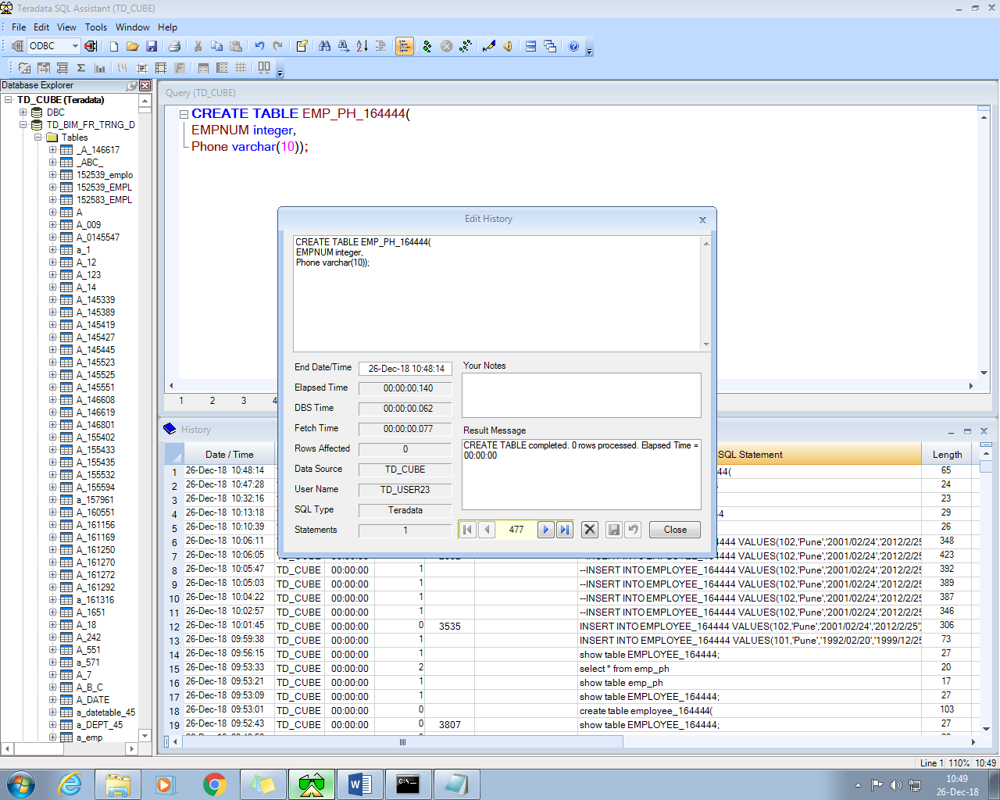 Teradata SQL Assistant (TD_CUBE)
File Edit View Tools Window Help
ODBC
Database Explorer
TD_CUBE (Teradata)
DBC
TD_BIM_FR_TRNG_D
Tables
_A_146617
_ABC_
152539_emplo
152539_EMPL
152583_EMPL
A
A_009
A_0145547
a_1
A_12
A_123
A_14
A_145339
A_145389
A_145419
A_145427
A_145445
A_145523
A_145525
A_145551
A_146608
A_146619
A_146801
A_155402
A_155433
A_155435
A_155532
A_155594
a_157961
A_160551
A_161156
A_161169
A_161250
A_161270
A_161272
A_161292
a_161316
A_1651
A_18
A_242
A_551
a_571
A_7
A_B_C
A_DATE
a_datetable_45
a_DEPT_45
a_emp
Query (TD_CUBE)
CREATE TABLE EMP_PH_164444(
EMPNUM integer,
Phone varchar(10));
1 2 3 4
Edit History
CREATE TABLE EMP_PH_164444(
EMPNUM integer,
Phone varchar(10));
End Date/Time 26-Dec-18 10:48:14
Elapsed Time 00:00:00.140
DBS Time 00:00:00.062
Fetch Time 00:00:00.077
Rows Affected 0
Data Source TD_CUBE
User Name TD_USER23
SQL Type Teradata
Statements 1
Your Notes
Result Message
CREATE TABLE completed. 0 rows processed. Elapsed Time =
00:00:00
477
Close
History
Date / Time SQL Statement Length
1 26-Dec-18 10:48:14 44( 65
2 26-Dec-18 10:47:28 24
3 26-Dec-18 10:32:16 23
4 26-Dec-18 10:13:18 4 29
5 26-Dec-18 10:10:39 26
6 26-Dec-18 10:06:11 4444 VALUES(102,'Pune','2001/02/24','2012/2/25 348
7 26-Dec-18 10:06:05 4444 VALUES(102,'Pune','2001/02/24','2012/2/25 423
8 26-Dec-18 10:05:47 TD_CUBE 00:00:00 1 --INSERT INTO EMPLOYEE_164444 VALUES(102,'Pune','2001/02/24','2012/2/25 392
9 26-Dec-18 10:05:03 TD_CUBE 00:00:00 1 --INSERT INTO EMPLOYEE_164444 VALUES(102,'Pune','2001/02/24','2012/2/25 389
10 26-Dec-18 10:04:22 TD_CUBE 00:00:00 1 --INSERT INTO EMPLOYEE_164444 VALUES(102,'Pune','2001/02/24','2012/2/25 387
11 26-Dec-18 10:02:57 TD_CUBE 00:00:00 1 --INSERT INTO EMPLOYEE_164444 VALUES(102,'Pune','2001/02/24','2012/2/25 346
12 26-Dec-18 10:01:45 TD_CUBE 00:00:00 0 3535 INSERT INTO EMPLOYEE_164444 VALUES(102,'Pune','2001/02/24','2012/2/25') 306
13 26-Dec-18 09:59:38 TD_CUBE 00:00:00 1 INSERT INTO EMPLOYEE_164444 VALUES(101,'Pune','1992/02/20','1999/12/25 73
14 26-Dec-18 09:56:15 TD_CUBE 00:00:00 1 show table EMPLOYEE_164444; 27
15 26-Dec-18 09:53:33 TD_CUBE 00:00:00 2 select * from emp_ph 20
16 26-Dec-18 09:53:21 TD_CUBE 00:00:00 1 show table emp_ph 17
17 26-Dec-18 09:53:09 TD_CUBE 00:00:00 1 show table EMPLOYEE_164444; 27
18 26-Dec-18 09:53:01 TD_CUBE 00:00:00 0 create table employee_164444( 103
19 26-Dec-18 09:52:43 TD_CUBE 00:00:00 0 3807 show table EMPLOYEE_164444; 27
Line 1 110% 10:49
10:49
26-Dec-18